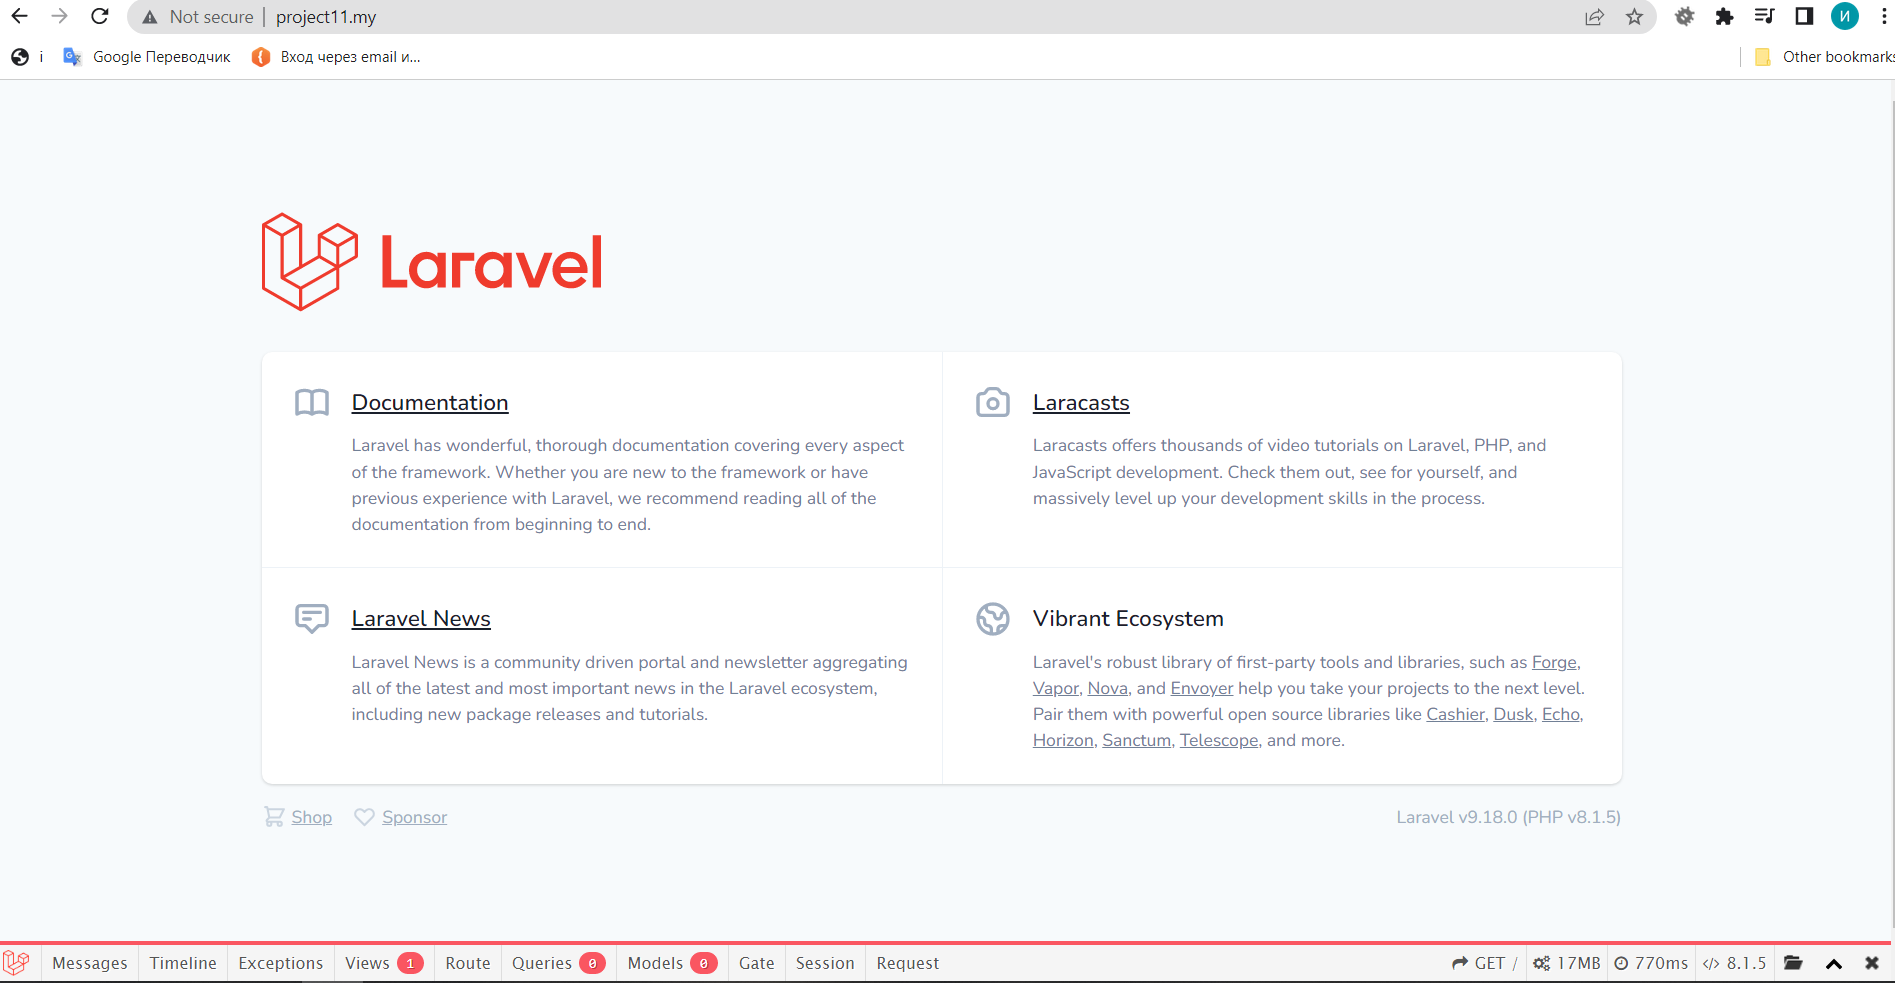 Not secure | project11.my
И
i
Google Переводчик
Вход через email и...
Other bookmarks
Laravel
Documentation
Laravel has wonderful, thorough documentation covering every aspect
of the framework. Whether you are new to the framework or have
previous experience with Laravel, we recommend reading all of the
documentation from beginning to end.
Laracasts
Laracasts offers thousands of video tutorials on Laravel, PHP, and
JavaScript development. Check them out, see for yourself, and
massively level up your development skills in the process.
Laravel News
Laravel News is a community driven portal and newsletter aggregating
all of the latest and most important news in the Laravel ecosystem,
including new package releases and tutorials.
Vibrant Ecosystem
Laravel's robust library of first-party tools and libraries, such as Forge,
Vapor, Nova, and Envoyer help you take your projects to the next level.
Pair them with powerful open source libraries like Cashier, Dusk, Echo,
Horizon, Sanctum, Telescope, and more.
Shop
Sponsor
Laravel v9.18.0 (PHP v8.1.5)
Messages
Timeline
Exceptions
Views 1
Route
Queries 0
Models 0
Gate
Session
Request
GET /
17MB
770ms
</> 8.1.5